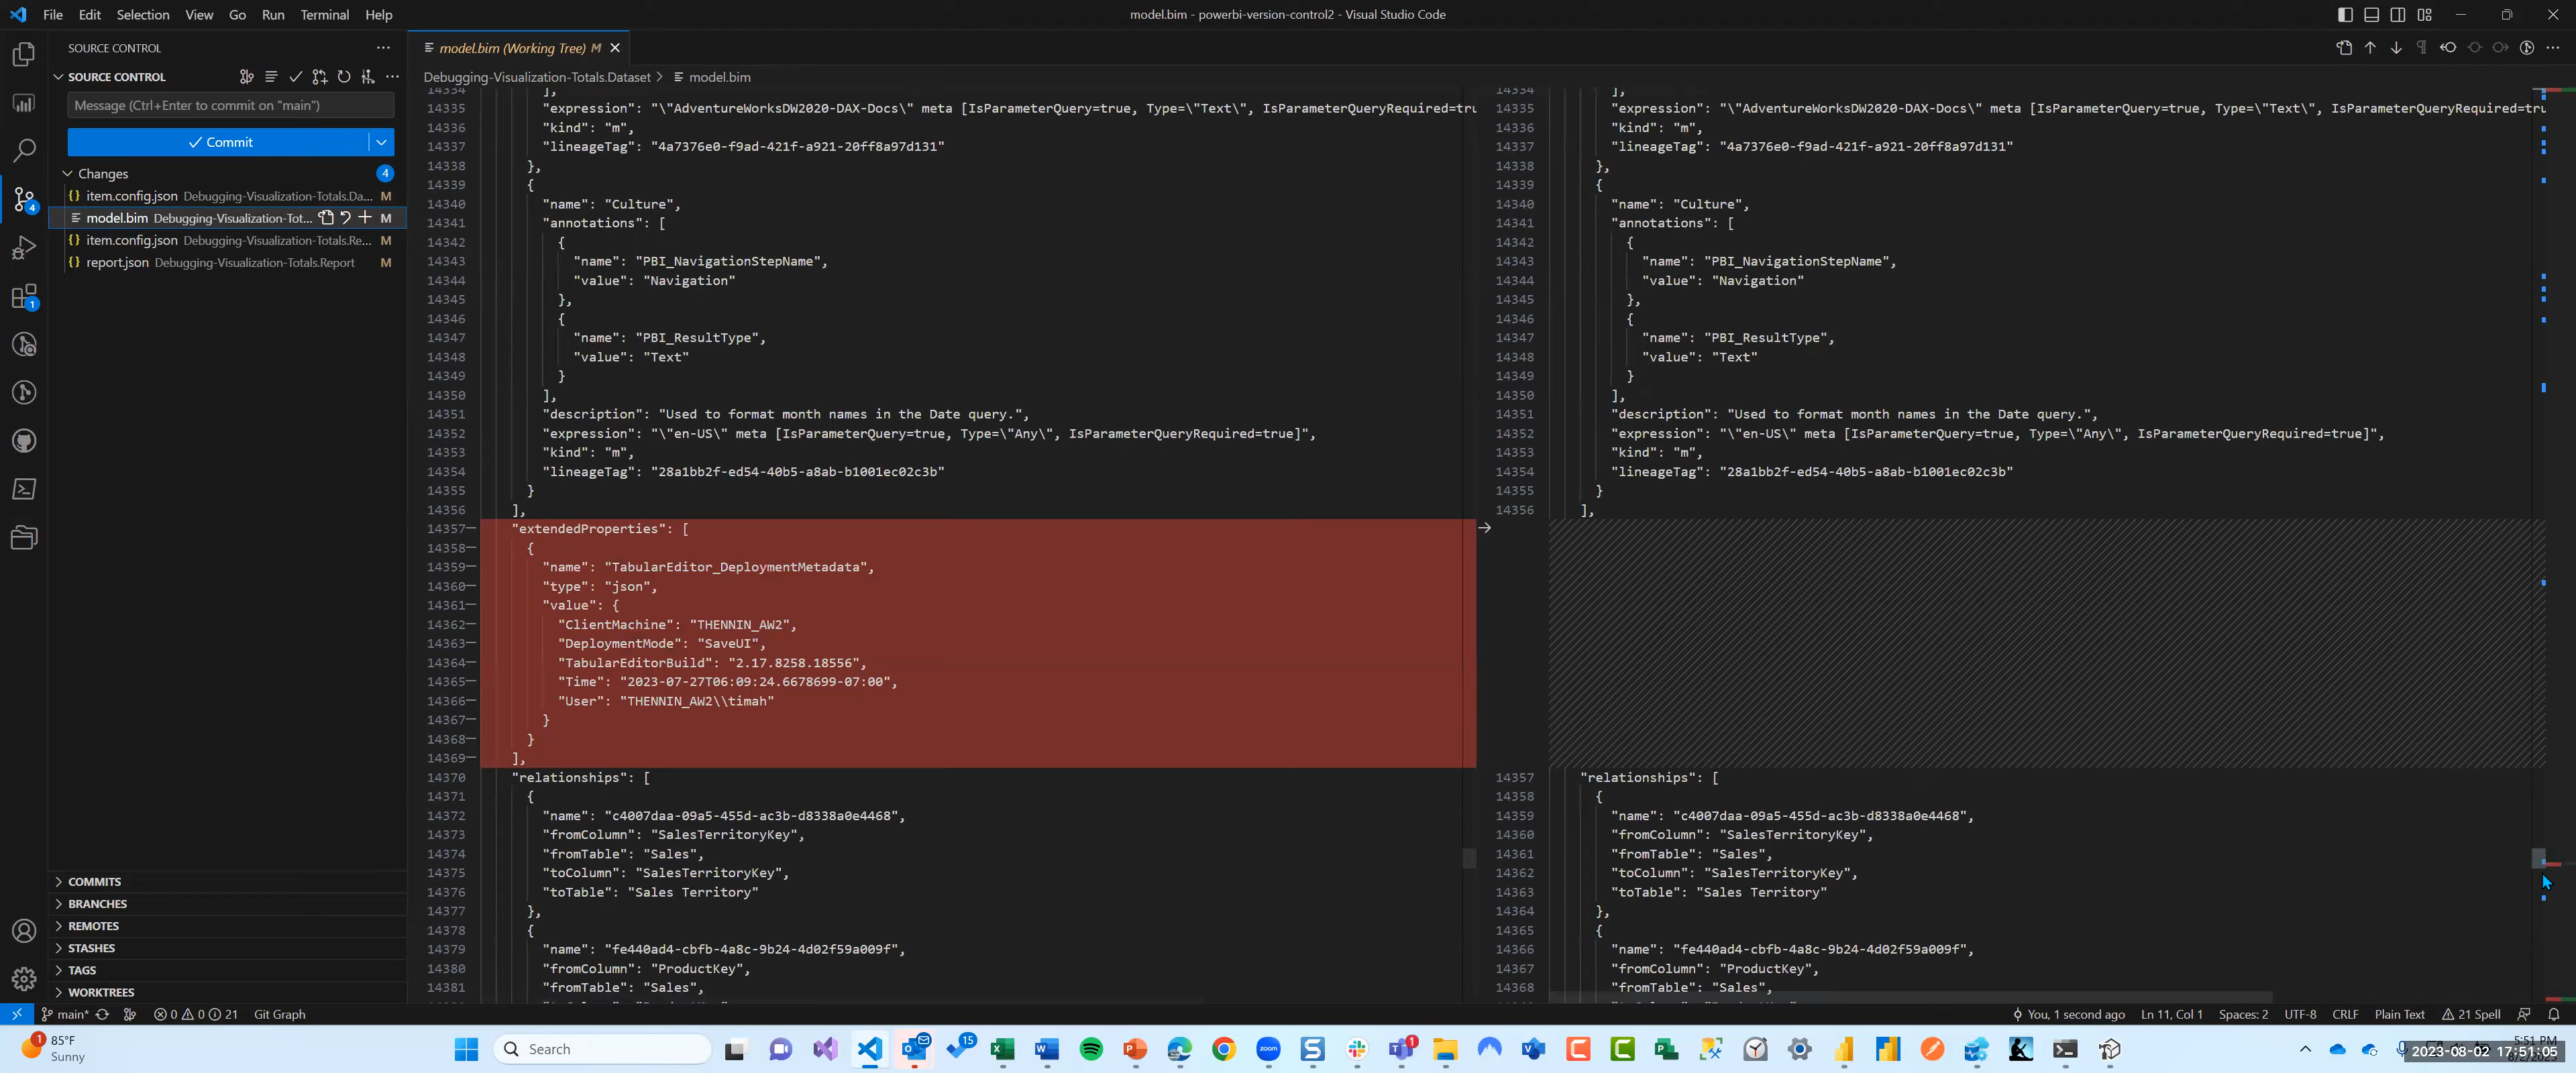 File Edit Selection View Go Run Terminal Help
model.bim - powerbi-version-control2 - Visual Studio Code
SOURCE CONTROL
SOURCE CONTROL
Message (Ctrl+Enter to commit on "main")
Commit
Changes 4
item.config.json Debugging-Visualization-Totals.Da... M
model.bim Debugging-Visualization-Tot... M
item.config.json Debugging-Visualization-Totals.Re... M
report.json Debugging-Visualization-Totals.Report M
4
1
COMMITS
BRANCHES
REMOTES
STASHES
TAGS
WORKTREES
model.bim (Working Tree) M
Debugging-Visualization-Totals.Dataset > model.bim
14334 ],
14335 "expression": "\"AdventureWorksDW2020-DAX-Docs\" meta [IsParameterQuery=true, Type=\"Text\", IsParameterQueryRequired=tru
14336 "kind": "m",
14337 "lineageTag": "4a7376e0-f9ad-421f-a921-20ff8a97d131"
14338 },
14339 {
14340 "name": "Culture",
14341 "annotations": [
14342 {
14343 "name": "PBI_NavigationStepName",
14344 "value": "Navigation"
14345 },
14346 {
14347 "name": "PBI_ResultType",
14348 "value": "Text"
14349 }
14350 ],
14351 "description": "Used to format month names in the Date query.",
14352 "expression": "\"en-US\" meta [IsParameterQuery=true, Type=\"Any\", IsParameterQueryRequired=true]",
14353 "kind": "m",
14354 "lineageTag": "28a1bb2f-ed54-40b5-a8ab-b1001ec02c3b"
14355 }
14356 ],
14357— "extendedProperties": [
14358— {
14359— "name": "TabularEditor_DeploymentMetadata",
14360— "type": "json",
14361— "value": {
14362— "ClientMachine": "THENNIN_AW2",
14363— "DeploymentMode": "SaveUI",
14364— "TabularEditorBuild": "2.17.8258.18556",
14365— "Time": "2023-07-27T06:09:24.6678699-07:00",
14366— "User": "THENNIN_AW2\\timah"
14367— }
14368— }
14369— ],
14370 "relationships": [
14371 {
14372 "name": "c4007daa-09a5-455d-ac3b-d8338a0e4468",
14373 "fromColumn": "SalesTerritoryKey",
14374 "fromTable": "Sales",
14375 "toColumn": "SalesTerritoryKey",
14376 "toTable": "Sales Territory"
14377 },
14378 {
14379 "name": "fe440ad4-cbfb-4a8c-9b24-4d02f59a009f",
14380 "fromColumn": "ProductKey",
14381 "fromTable": "Sales",
14334 ],
14335 "expression": "\"AdventureWorksDW2020-DAX-Docs\" meta [IsParameterQuery=true, Type=\"Text\", IsParameterQueryRequired=tru
14336 "kind": "m",
14337 "lineageTag": "4a7376e0-f9ad-421f-a921-20ff8a97d131"
14338 },
14339 {
14340 "name": "Culture",
14341 "annotations": [
14342 {
14343 "name": "PBI_NavigationStepName",
14344 "value": "Navigation"
14345 },
14346 {
14347 "name": "PBI_ResultType",
14348 "value": "Text"
14349 }
14350 ],
14351 "description": "Used to format month names in the Date query.",
14352 "expression": "\"en-US\" meta [IsParameterQuery=true, Type=\"Any\", IsParameterQueryRequired=true]",
14353 "kind": "m",
14354 "lineageTag": "28a1bb2f-ed54-40b5-a8ab-b1001ec02c3b"
14355 }
14356 ],
14357 "relationships": [
14358 {
14359 "name": "c4007daa-09a5-455d-ac3b-d8338a0e4468",
14360 "fromColumn": "SalesTerritoryKey",
14361 "fromTable": "Sales",
14362 "toColumn": "SalesTerritoryKey",
14363 "toTable": "Sales Territory"
14364 },
14365 {
14366 "name": "fe440ad4-cbfb-4a8c-9b24-4d02f59a009f",
14367 "fromColumn": "ProductKey",
14368 "fromTable": "Sales",
main* 0 0 21 Git Graph
You, 1 second ago Ln 11, Col 1 Spaces: 2 UTF-8 CRLF Plain Text 21 Spell
1 85°F
Sunny
Search
15
1
5:51 PM
2023-08-02 17:51:05